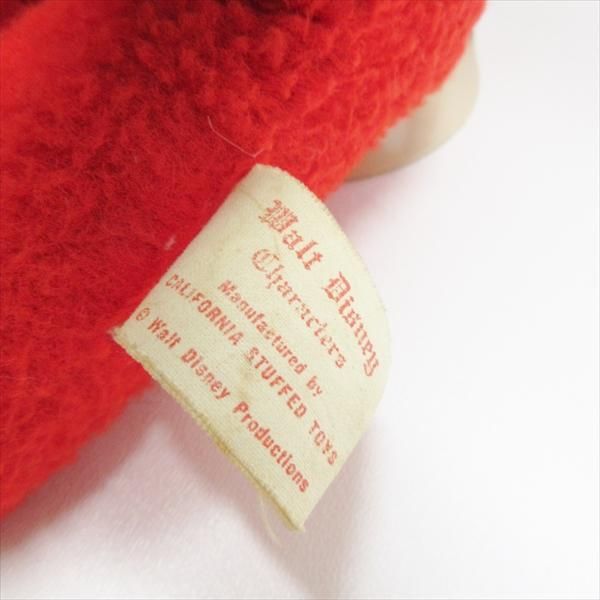 Walt Disney
Characters
Manufactured by
CALIFORNIA STUFFED TOYS
© Walt Disney Productions